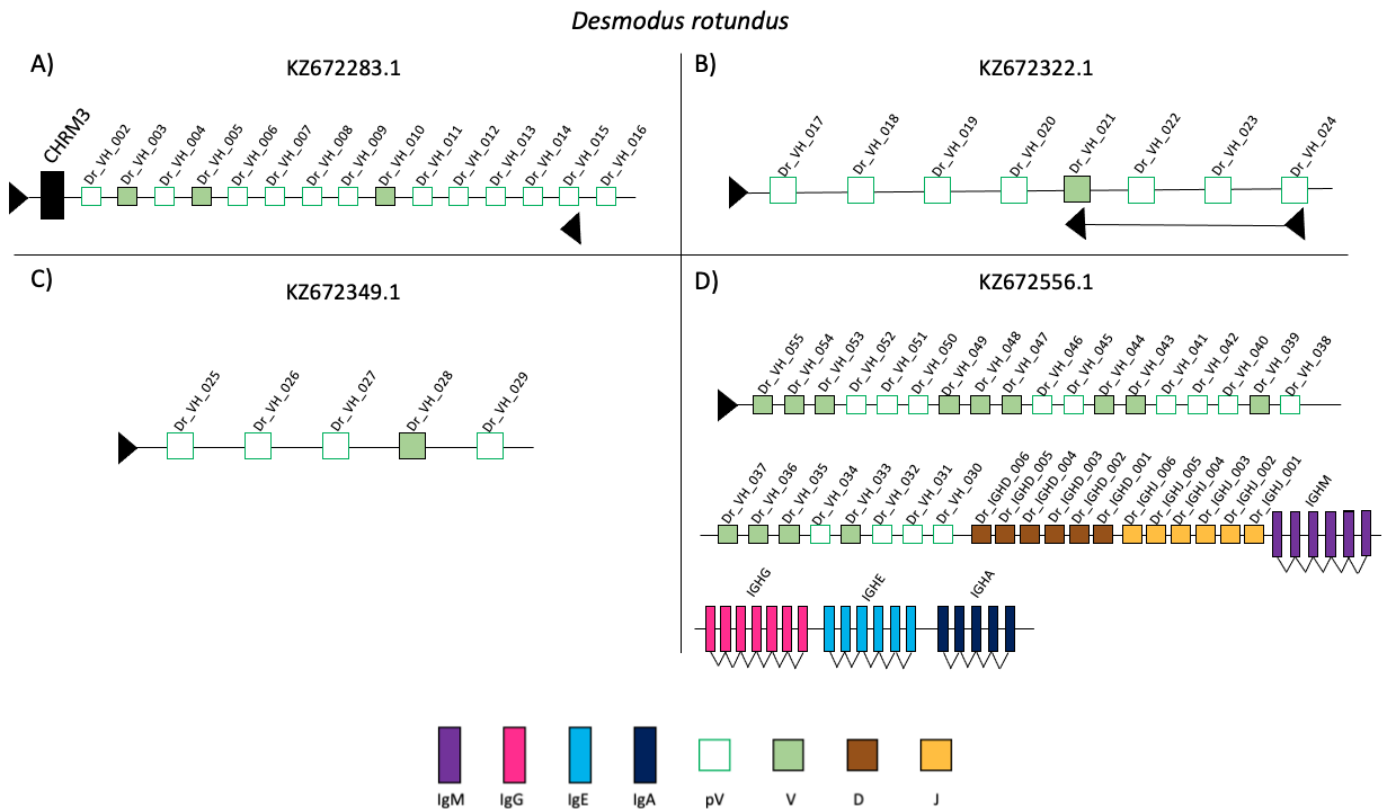 Desmodus rotundus
A)
KZ672283.1
CHRM3
Dr_VH_002
Dr_VH_003
Dr_VH_004
Dr_VH_005
Dr_VH_006
Dr_VH_007
Dr_VH_008
Dr_VH_009
Dr_VH_010
Dr_VH_011
Dr_VH_012
Dr_VH_013
Dr_VH_014
Dr_VH_015
Dr_VH_016
B)
KZ672322.1
Dr_VH_017
Dr_VH_018
Dr_VH_019
Dr_VH_020
Dr_VH_021
Dr_VH_022
Dr_VH_023
Dr_VH_024
C)
KZ672349.1
Dr_VH_025
Dr_VH_026
Dr_VH_027
Dr_VH_028
Dr_VH_029
D)
KZ672556.1
Dr_VH_055
Dr_VH_054
Dr_VH_053
Dr_VH_052
Dr_VH_051
Dr_VH_050
Dr_VH_049
Dr_VH_048
Dr_VH_047
Dr_VH_046
Dr_VH_045
Dr_VH_044
Dr_VH_043
Dr_VH_041
Dr_VH_042
Dr_VH_040
Dr_VH_039
Dr_VH_038
Dr_VH_037
Dr_VH_036
Dr_VH_035
Dr_VH_034
Dr_VH_033
Dr_VH_032
Dr_VH_031
Dr_VH_030
Dr_IGHD_006
Dr_IGHD_005
Dr_IGHD_004
Dr_IGHD_003
Dr_IGHD_002
Dr_IGHD_001
Dr_IGHJ_006
Dr_IGHJ_005
Dr_IGHJ_004
Dr_IGHJ_003
Dr_IGHJ_002
Dr_IGHJ_001
IGHM
IGHG
IGHE
IGHA
IgM
IgG
IgE
IgA
pV
V
D
J